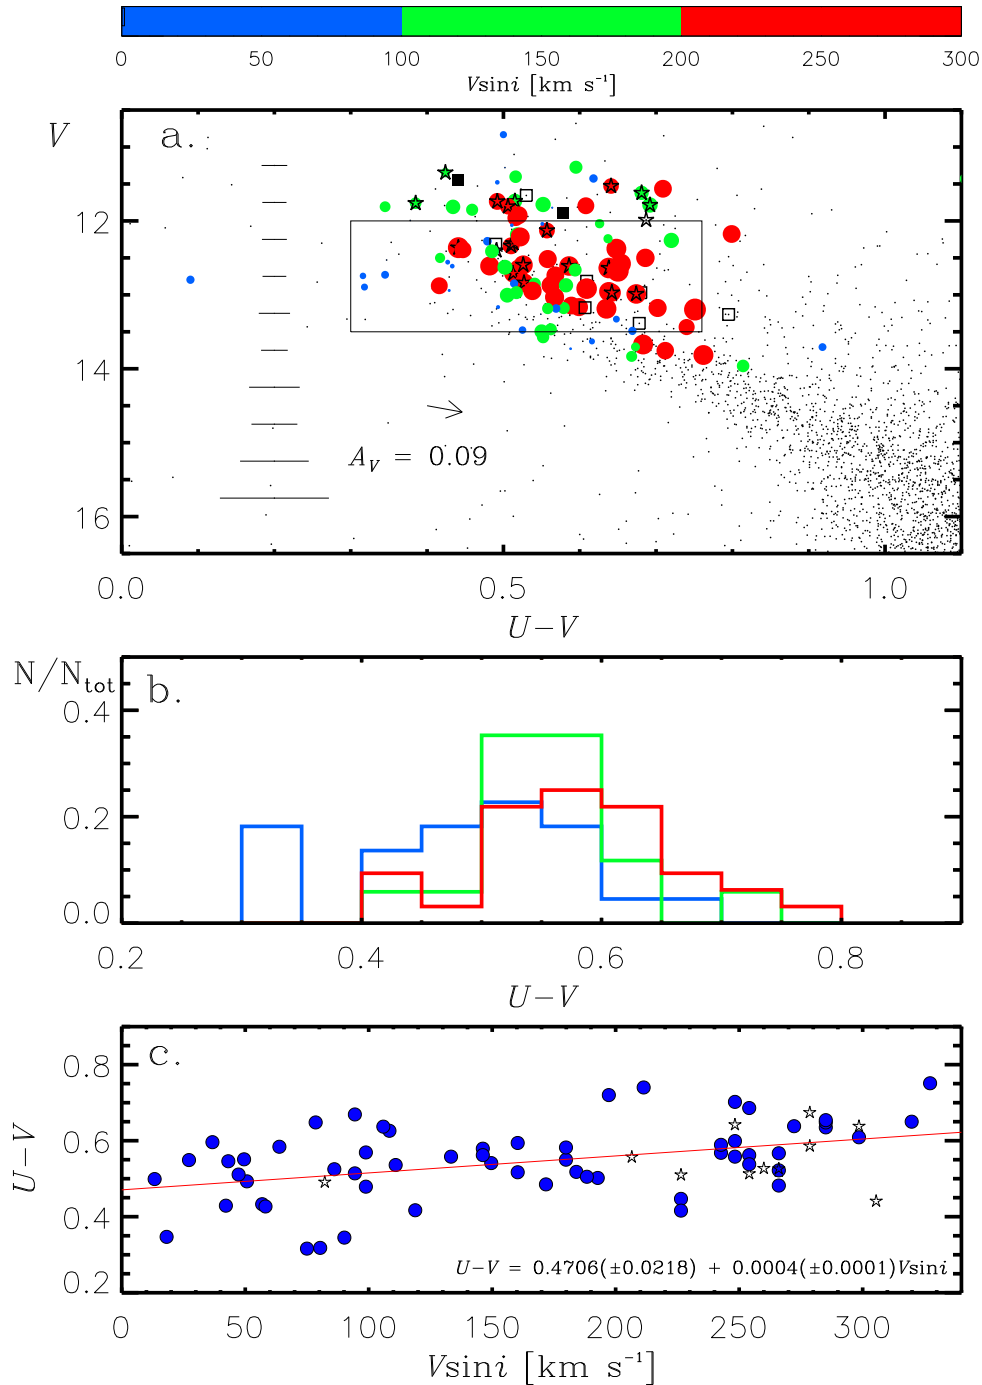 0 50 100 150 200 250 300
Vsini [km s⁻¹]
V
a.
12
14
16
A_V = 0.09
0.0 0.5 1.0
U−V
N/N_tot
b.
0.4
0.2
0.0
0.2 0.4 0.6 0.8
U−V
c.
0.8
0.6
0.4
0.2
U−V
U−V = 0.4706(±0.0218) + 0.0004(±0.0001)Vsini
0 50 100 150 200 250 300
Vsini [km s⁻¹]